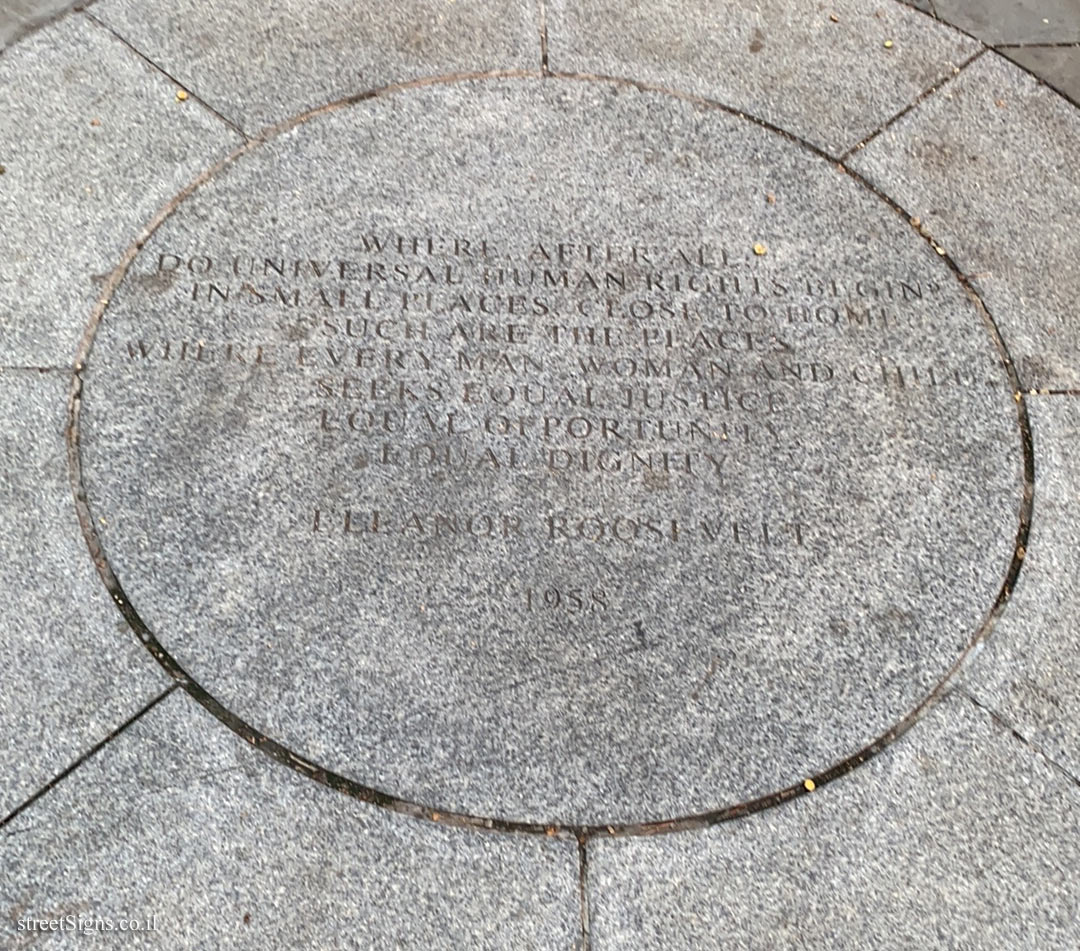 WHERE, AFTER ALL,
DO UNIVERSAL HUMAN RIGHTS BEGIN?
IN SMALL PLACES, CLOSE TO HOME.
SUCH ARE THE PLACES
WHERE EVERY MAN, WOMAN AND CHILD
SEEKS EQUAL JUSTICE
EQUAL OPPORTUNITY,
EQUAL DIGNITY
ELEANOR ROOSEVELT
1958
streetSigns.co.il